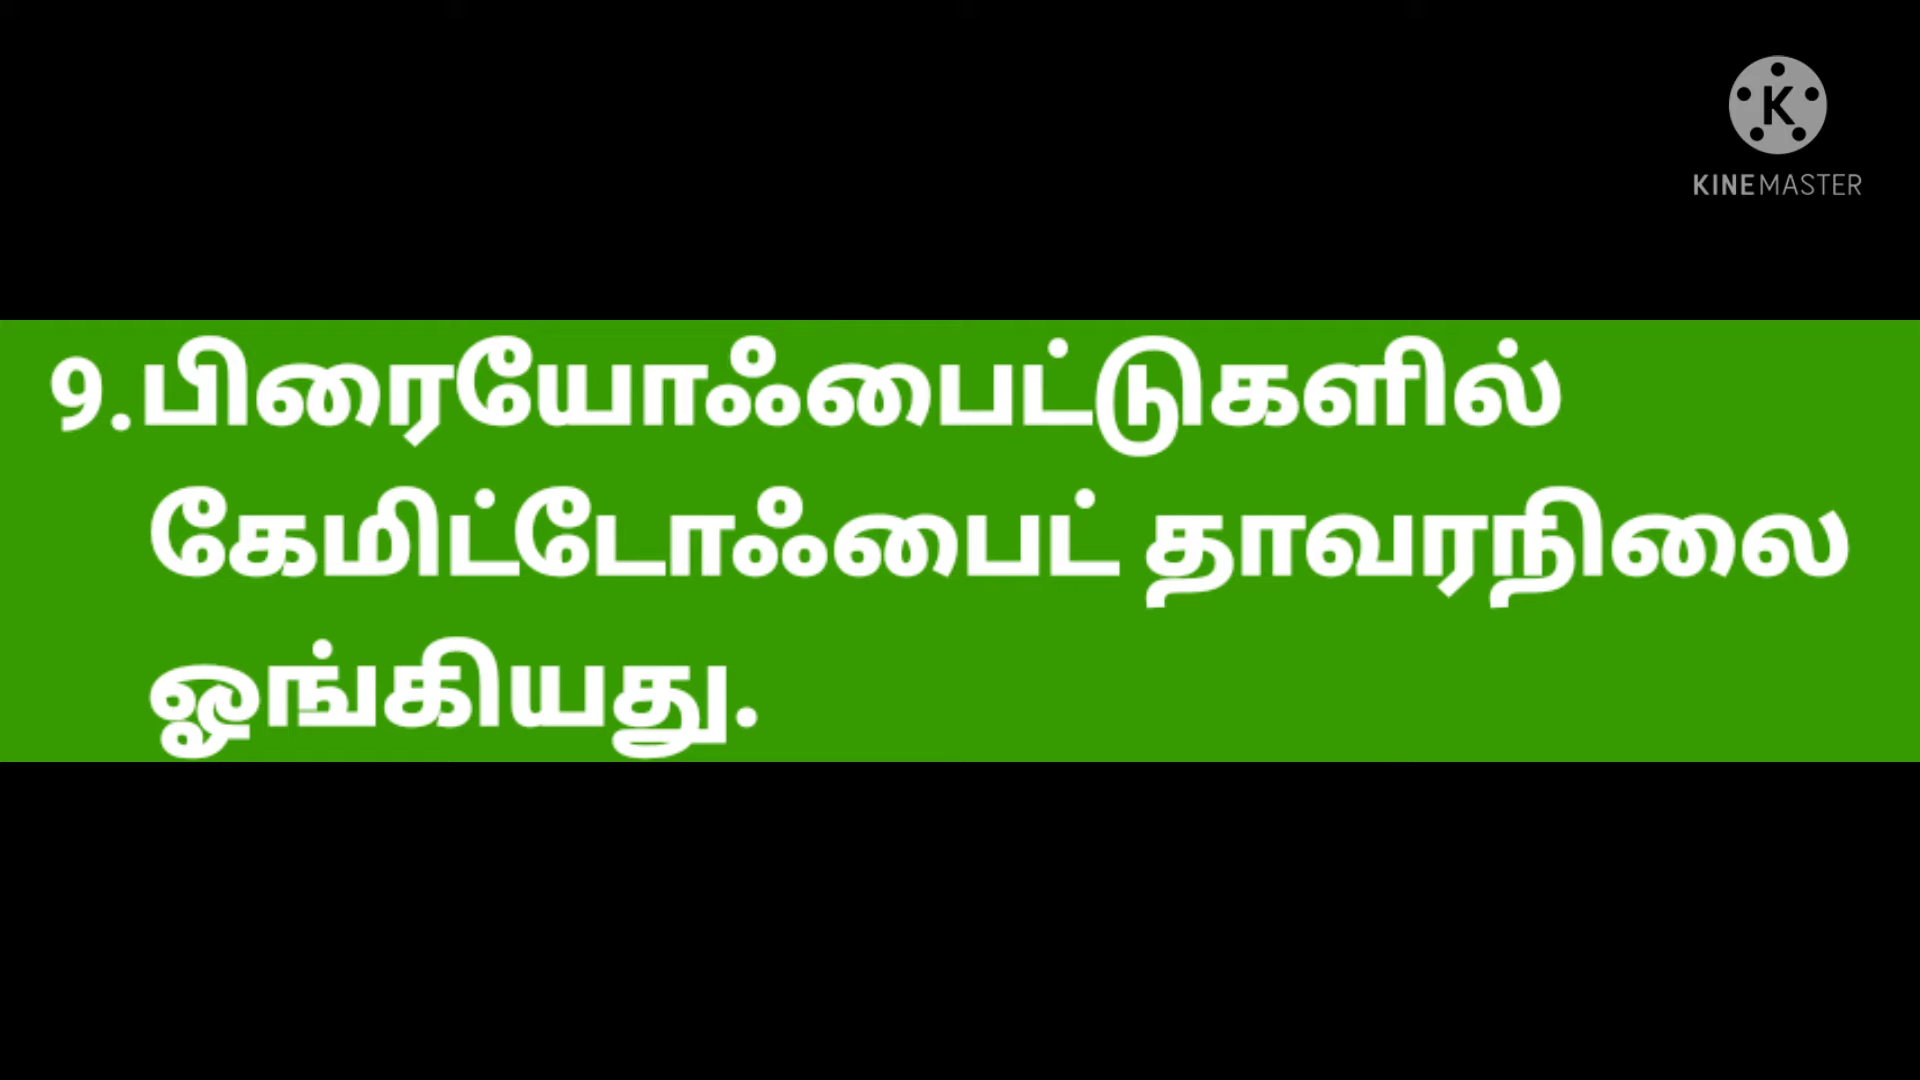 K
KINEMASTER
9.பிரையோஃபைட்டுகளில்
கேமிட்டோஃபைட் தாவரநிலை
ஓங்கியது.